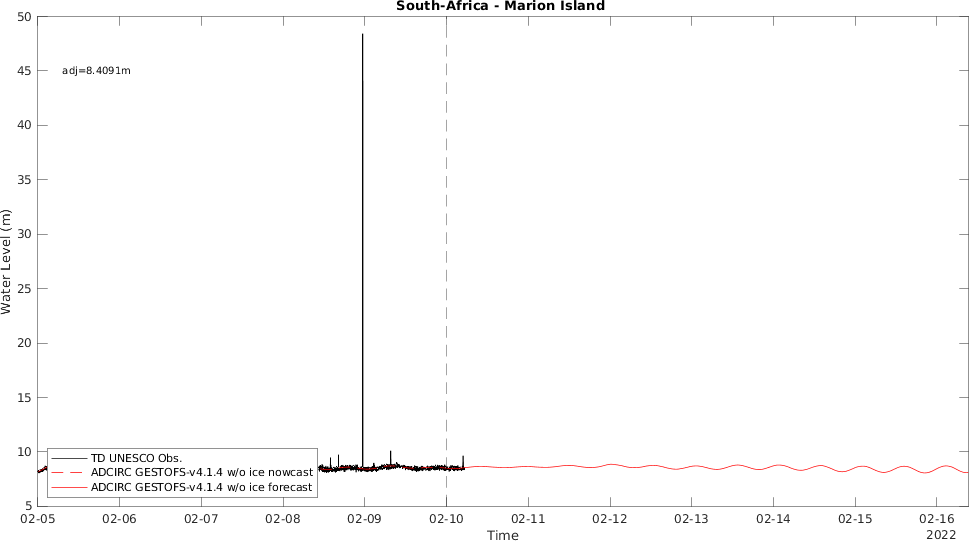 South-Africa - Marion Island
50
45
40
35
30
25
20
15
10
5
Water Level (m)
adj=8.4091m
TD UNESCO Obs.
ADCIRC GESTOFS-v4.1.4 w/o ice nowcast
ADCIRC GESTOFS-v4.1.4 w/o ice forecast
02-05 02-06 02-07 02-08 02-09 02-10 02-11 02-12 02-13 02-14 02-15 02-16
Time
2022